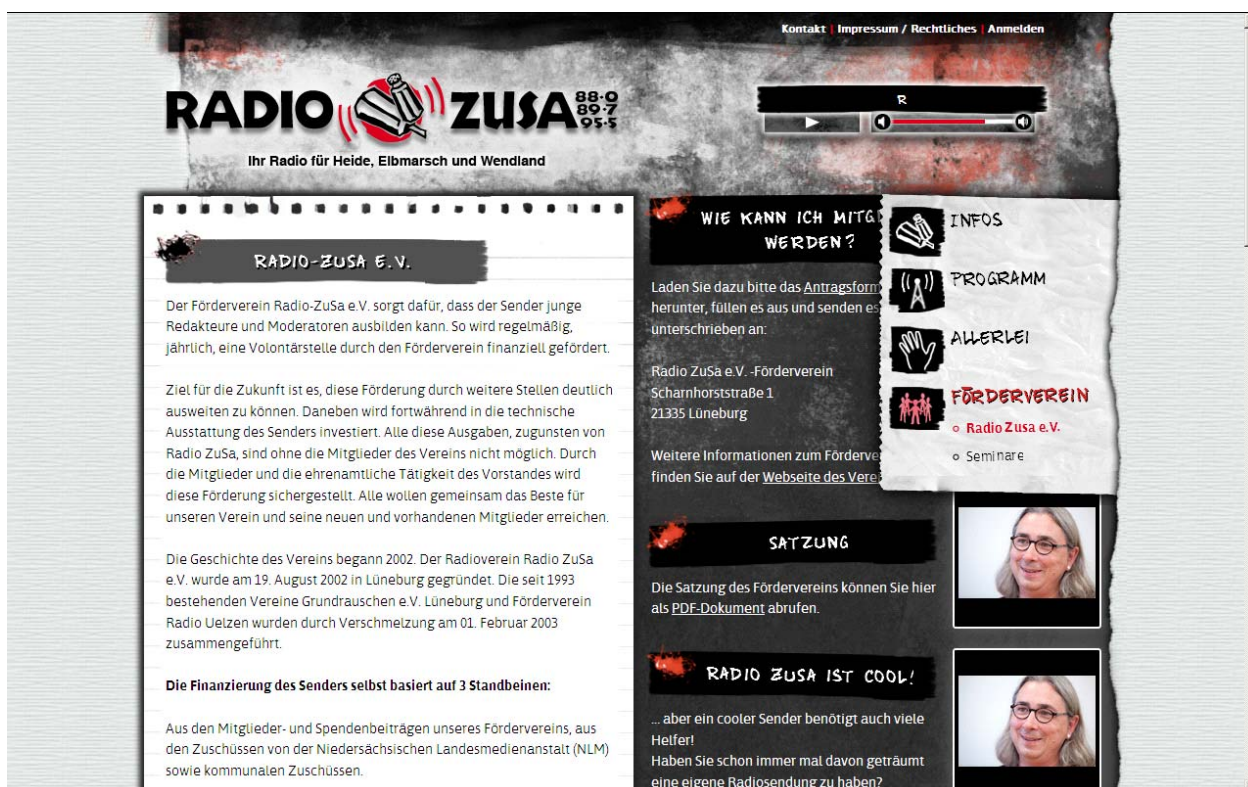 Kontakt | Impressum / Rechtliches | Anmelden
RADIO ZUSA 88.0
89.7
95.5
Ihr Radio für Heide, Elbmarsch und Wendland
R
RADIO-ZUSA E.V.
Der Förderverein Radio-ZuSa e.V. sorgt dafür, dass der Sender junge
Redakteure und Moderatoren ausbilden kann. So wird regelmäßig,
jährlich, eine Volontärstelle durch den Förderverein finanziell gefördert.
Ziel für die Zukunft ist es, diese Förderung durch weitere Stellen deutlich
ausweiten zu können. Daneben wird fortwährend in die technische
Ausstattung des Senders investiert. Alle diese Ausgaben, zugunsten von
Radio ZuSa, sind ohne die Mitglieder des Vereins nicht möglich. Durch
die Mitglieder und die ehrenamtliche Tätigkeit des Vorstandes wird
diese Förderung sichergestellt. Alle wollen gemeinsam das Beste für
unseren Verein und seine neuen und vorhandenen Mitglieder erreichen.
Die Geschichte des Vereins begann 2002. Der Radioverein Radio ZuSa
e.V. wurde am 19. August 2002 in Lüneburg gegründet. Die seit 1993
bestehenden Vereine Grundrauschen e.V. Lüneburg und Förderverein
Radio Uelzen wurden durch Verschmelzung am 01. Februar 2003
zusammengeführt.
Die Finanzierung des Senders selbst basiert auf 3 Standbeinen:
Aus den Mitglieder- und Spendenbeiträgen unseres Fördervereins, aus
den Zuschüssen von der Niedersächsischen Landesmedienanstalt (NLM)
sowie kommunalen Zuschüssen.
WIE KANN ICH MITG
WERDEN?
Laden Sie dazu bitte das Antragsform
herunter, füllen es aus und senden es
unterschrieben an:
Radio ZuSa e.V. -Förderverein
Scharnhorststraße 1
21335 Lüneburg
Weitere Informationen zum Förderve
finden Sie auf der Webseite des Vere
SATZUNG
Die Satzung des Fördervereins können Sie hier
als PDF-Dokument abrufen.
RADIO ZUSA IST COOL!
... aber ein cooler Sender benötigt auch viele
Helfer!
Haben Sie schon immer mal davon geträumt
eine eigene Radiosendung zu haben?
INFOS
PROGRAMM
ALLERLEI
FÖRDERVEREIN
Radio Zusa e.V.
Seminare